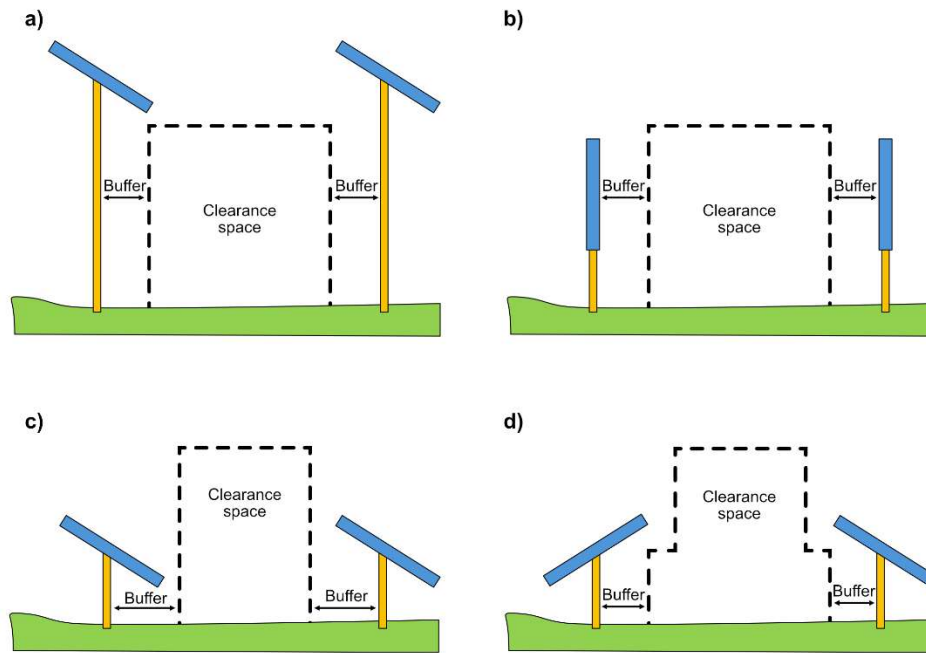 a)
Buffer
Clearance
space
Buffer
b)
Buffer
Clearance
space
Buffer
c)
Clearance
space
Buffer
Buffer
d)
Clearance
space
Buffer
Buffer